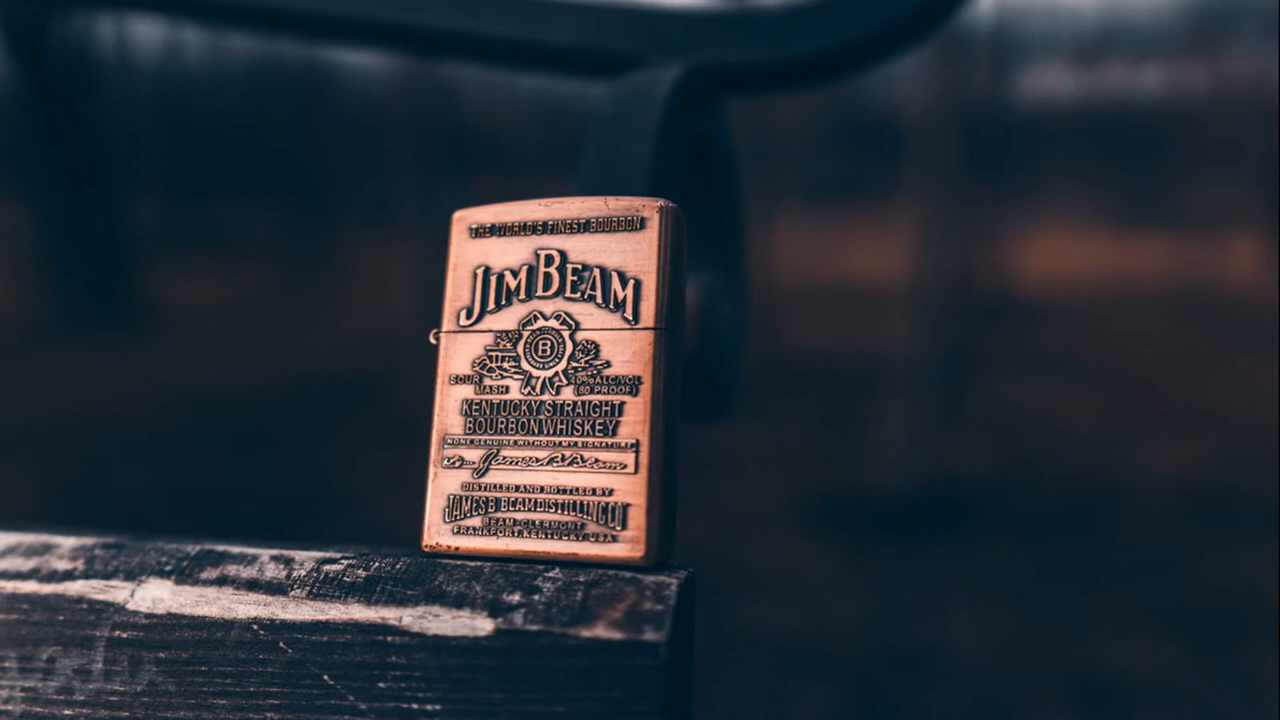 THE WORLD'S FINEST BOURBON
JIM BEAM
B
SOUR MASH
40% ALC/VOL (80 PROOF)
KENTUCKY STRAIGHT
BOURBON WHISKEY
NONE GENUINE WITHOUT MY SIGNATURE
James B. Beam
DISTILLED AND BOTTLED BY
JAMES B BEAM DISTILLING CO
BEAM-CLERMONT
FRANKFORT, KENTUCKY USA